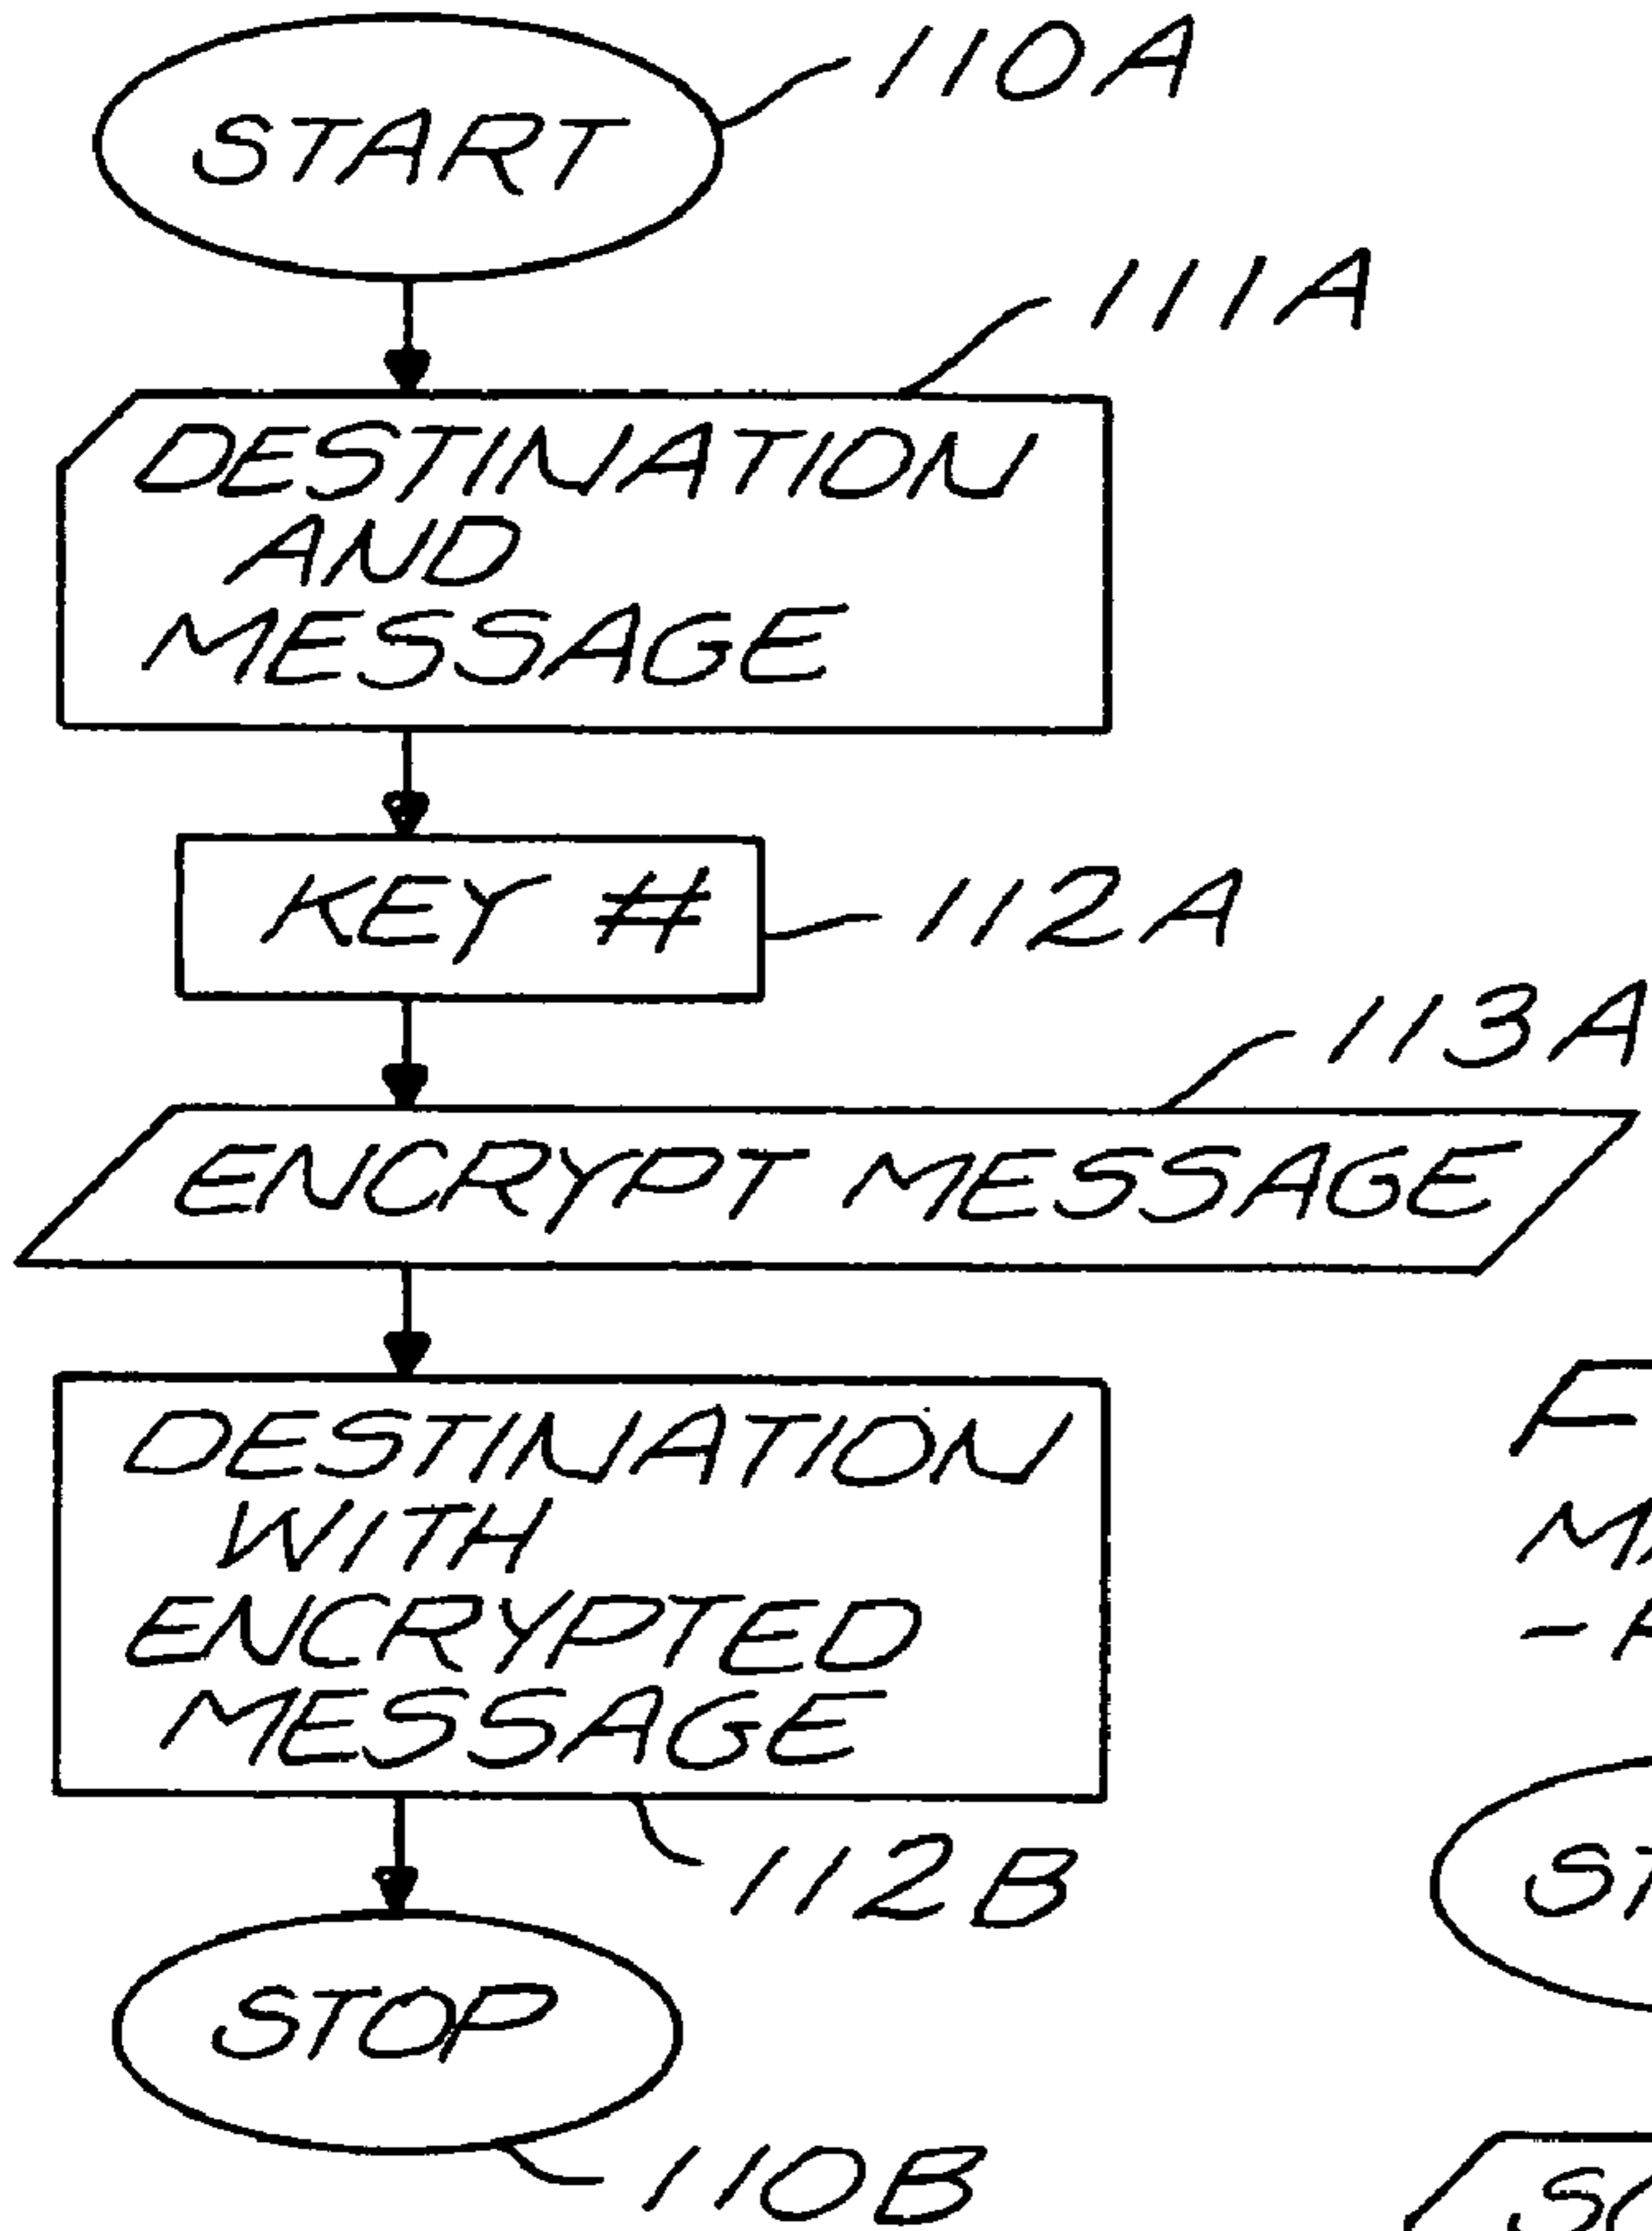 START
110A
111A
DESTINATION
AND
MESSAGE
KEY #
112A
113A
ENCRYPT MESSAGE
DESTINATION
WITH
ENCRYPTED
MESSAGE
112B
STOP
110B